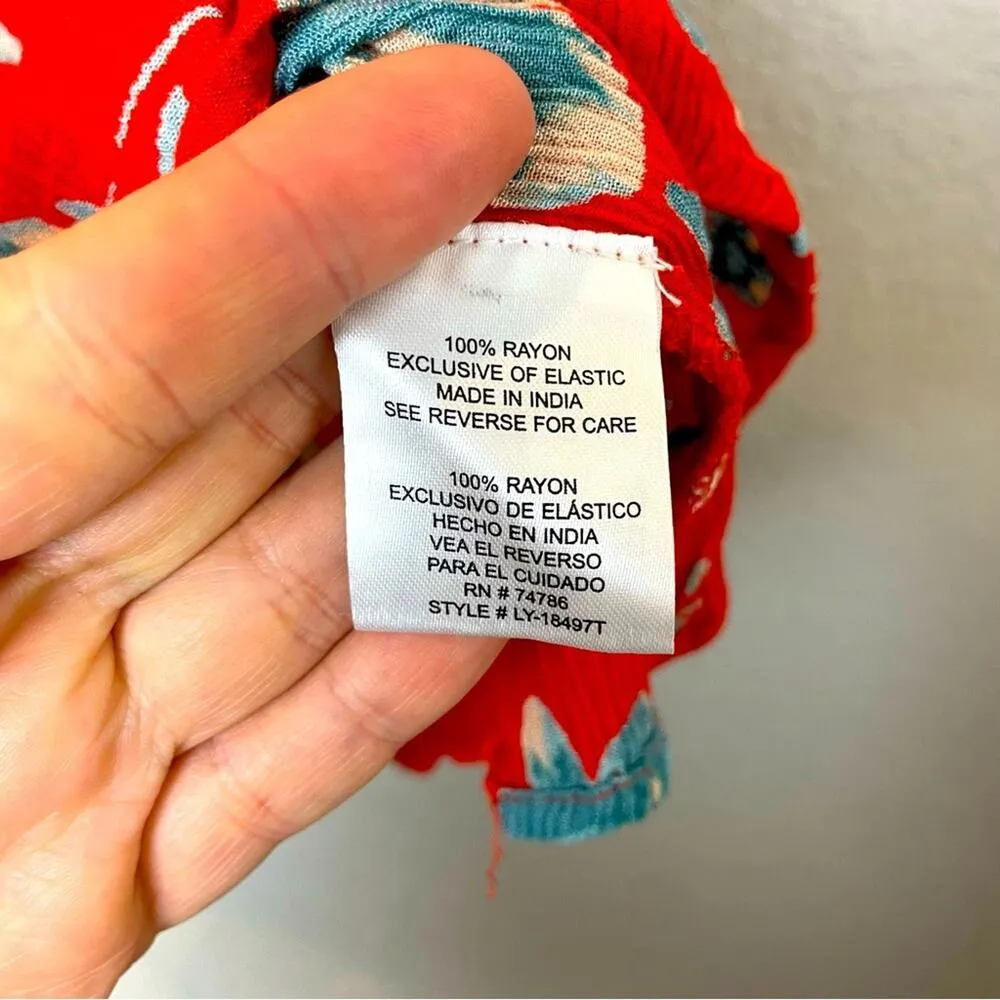 100% RAYON
EXCLUSIVE OF ELASTIC
MADE IN INDIA
SEE REVERSE FOR CARE
100% RAYON
EXCLUSIVO DE ELÁSTICO
HECHO EN INDIA
VEA EL REVERSO
PARA EL CUIDADO
RN # 74786
STYLE # LY-18497T